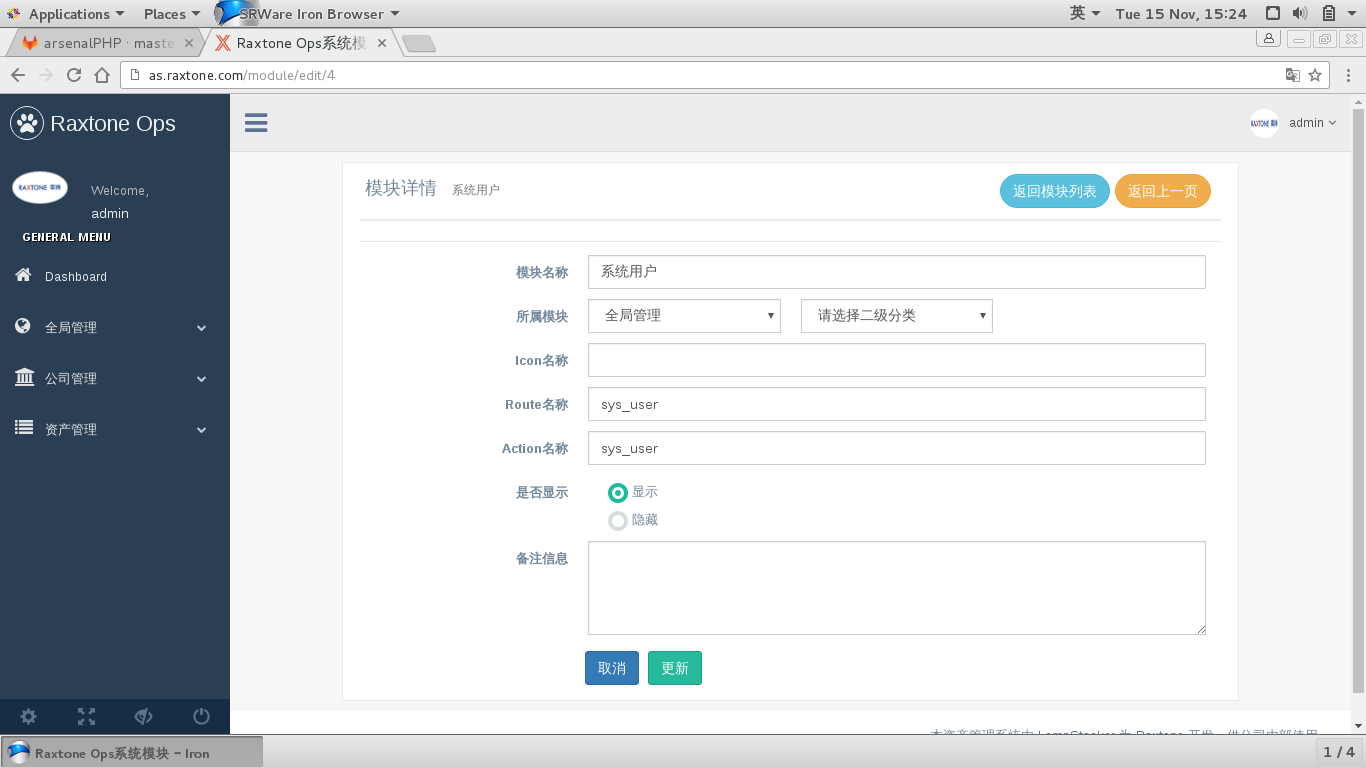 Applications Places SRWare Iron Browser 英 Tue 15 Nov, 15:24
arsenalPHP · maste Raxtone Ops系统模
as.raxtone.com/module/edit/4
Raxtone Ops
admin
RAXTONE
Welcome,
admin
GENERAL MENU
Dashboard
全局管理
公司管理
资产管理
模块详情 系统用户 返回模块列表 返回上一页
模块名称 系统用户
所属模块 全局管理 请选择二级分类
Icon名称
Route名称 sys_user
Action名称 sys_user
是否显示 显示
隐藏
备注信息
取消 更新
Raxtone Ops系统模块 – Iron 1 / 4